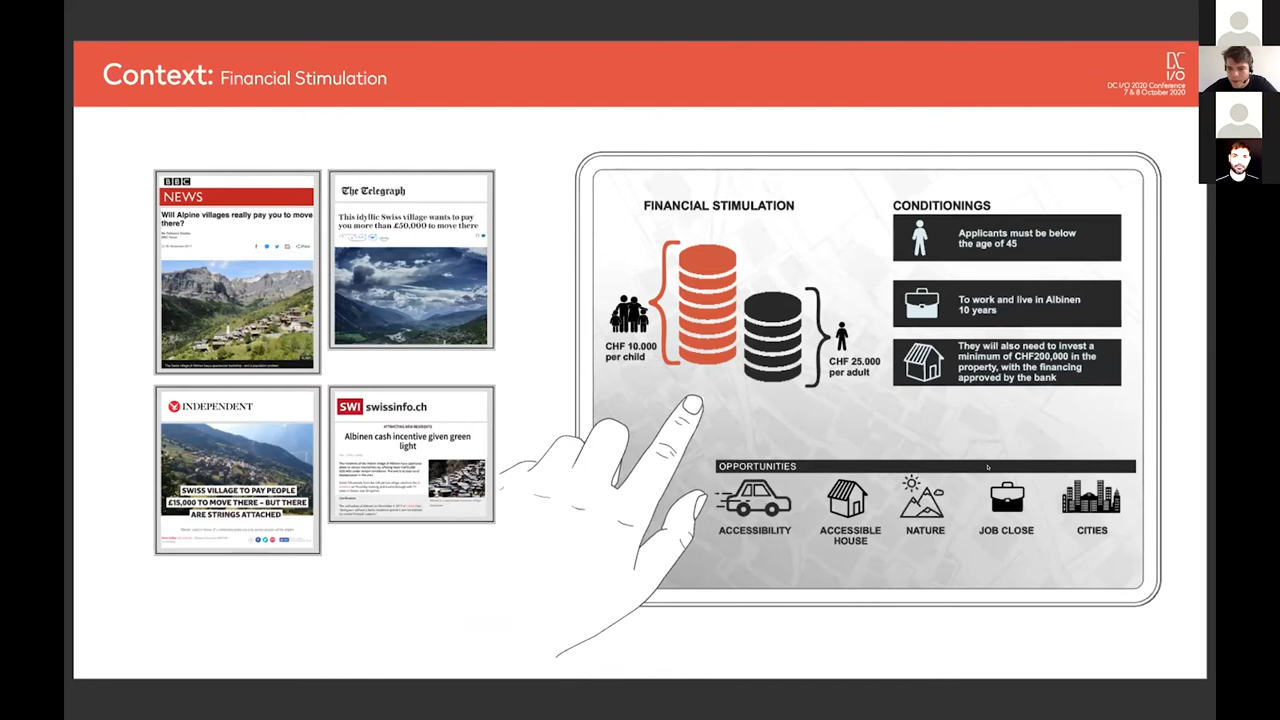 Context: Financial Stimulation
DC
I/O
DC I/O 2020 Conference
7 & 8 October 2020
BBC
NEWS
Will Alpine villages really pay you to move
there?
The Telegraph
This idyllic Swiss village wants to pay
you more than £50,000 to move there
INDEPENDENT
SWISS VILLAGE TO PAY PEOPLE
£15,000 TO MOVE THERE – BUT THERE
ARE STRINGS ATTACHED
SWI swissinfo.ch
ATTRACTING NEW RESIDENTS
Albinen cash incentive given green
light
FINANCIAL STIMULATION
CHF 10.000
per child
CHF 25.000
per adult
CONDITIONINGS
Applicants must be below
the age of 45
To work and live in Albinen
10 years
They will also need to invest a
minimum of CHF200,000 in the
property, with the financing
approved by the bank
OPPORTUNITIES
ACCESSIBILITY
ACCESSIBLE
HOUSE
NATURE
JOB CLOSE
CITIES